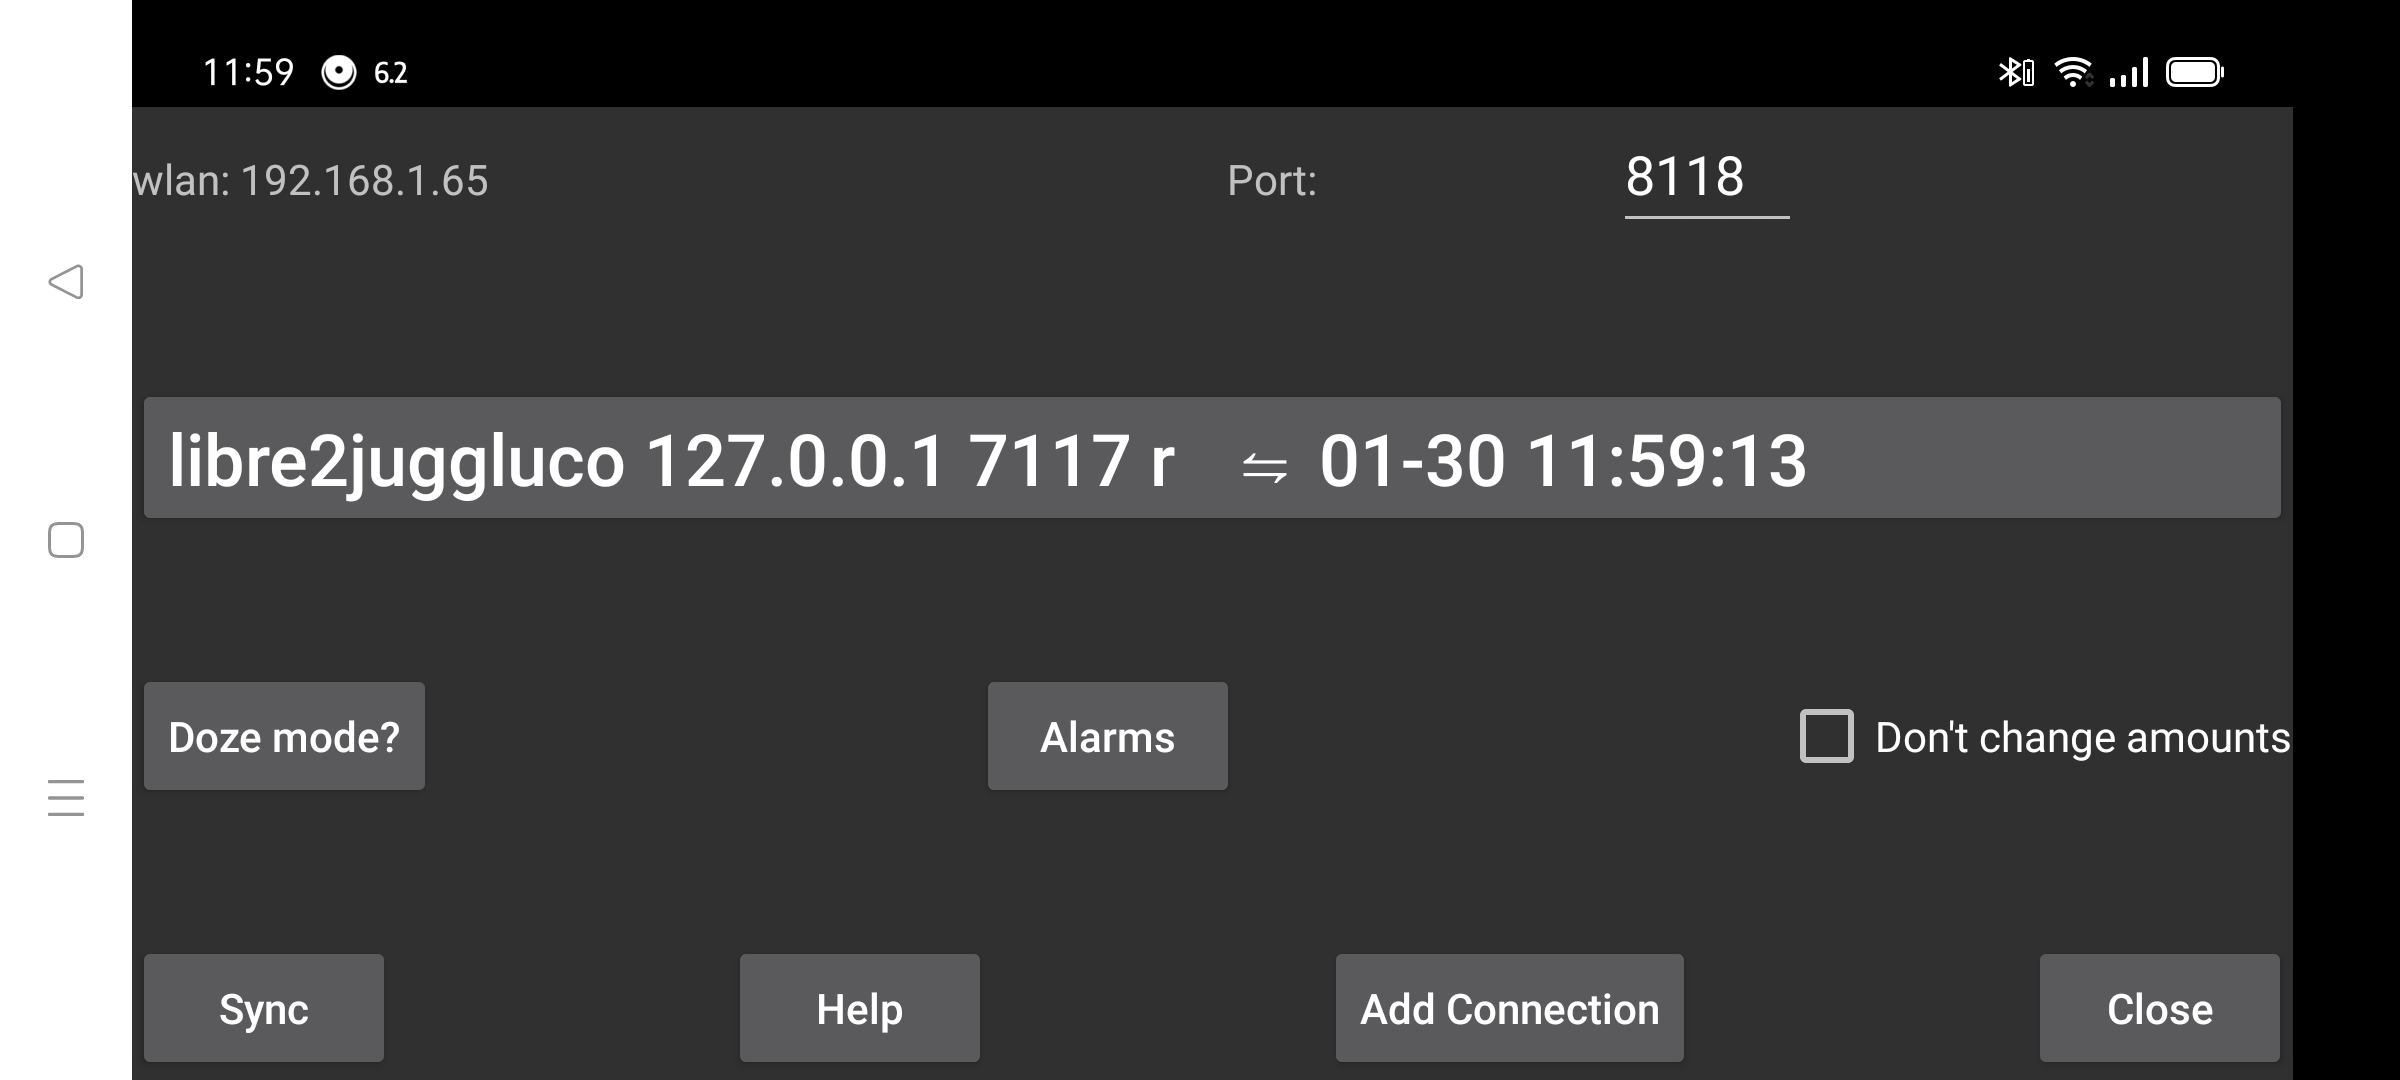 11:59 6.2
wlan: 192.168.1.65 Port: 8118
libre2juggluco 127.0.0.1 7117 r ⇋ 01-30 11:59:13
Doze mode? Alarms Don't change amounts
Sync Help Add Connection Close